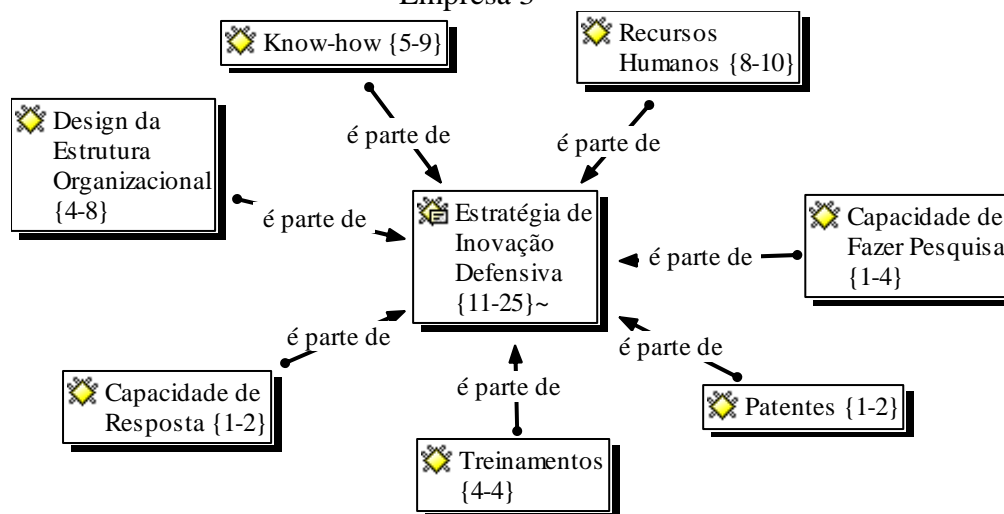 Know-how {5-9}
Recursos
Humanos {8-10}
é parte de
é parte de
Design da
Estrutura
Organizacional
{4-8}
é parte de
Estratégia de
Inovação
Defensiva
{11-25}~
Capacidade de
Fazer Pesquisa
{1-4}
é parte de
é parte de
é parte de
é parte de
Capacidade de
Resposta {1-2}
Patentes {1-2}
Treinamentos
{4-4}